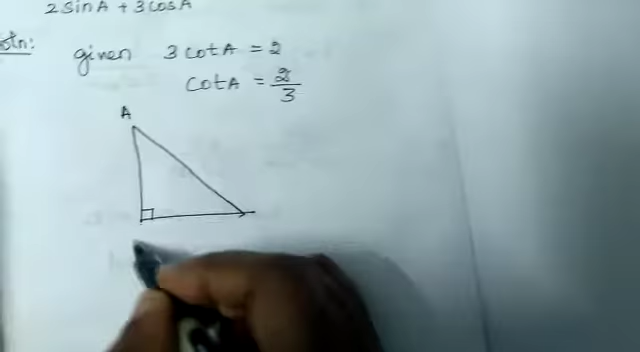 2 sin A + 3 cos A
soln:
given 3 cot A = 2
cot A = 2/3
A